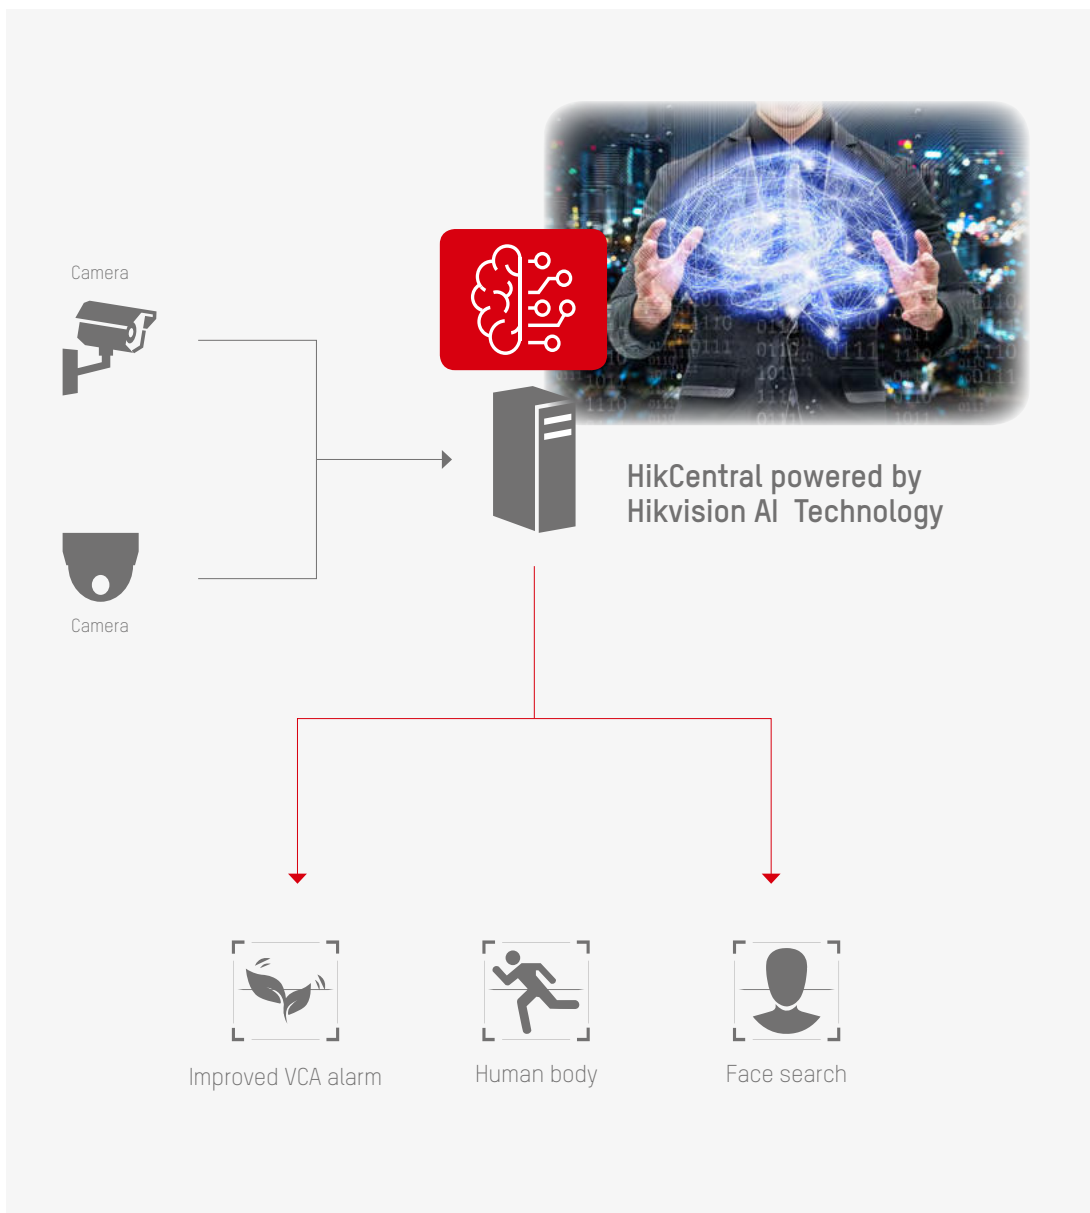 Camera
HikCentral powered by
Hikvision AI Technology
Camera
Improved VCA alarm
Human body
Face search